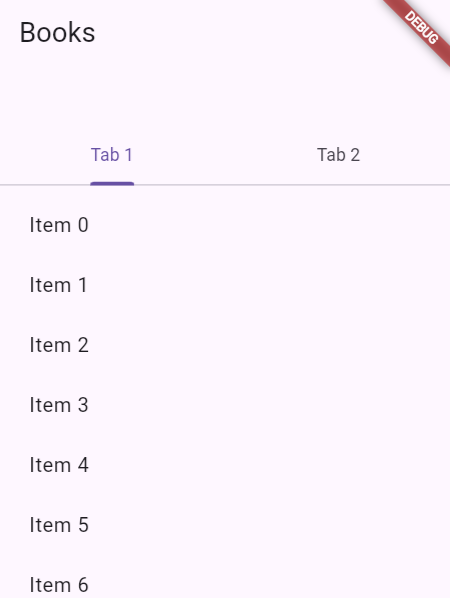 Books
DEBUG
Tab 1
Tab 2
Item 0
Item 1
Item 2
Item 3
Item 4
Item 5
Item 6